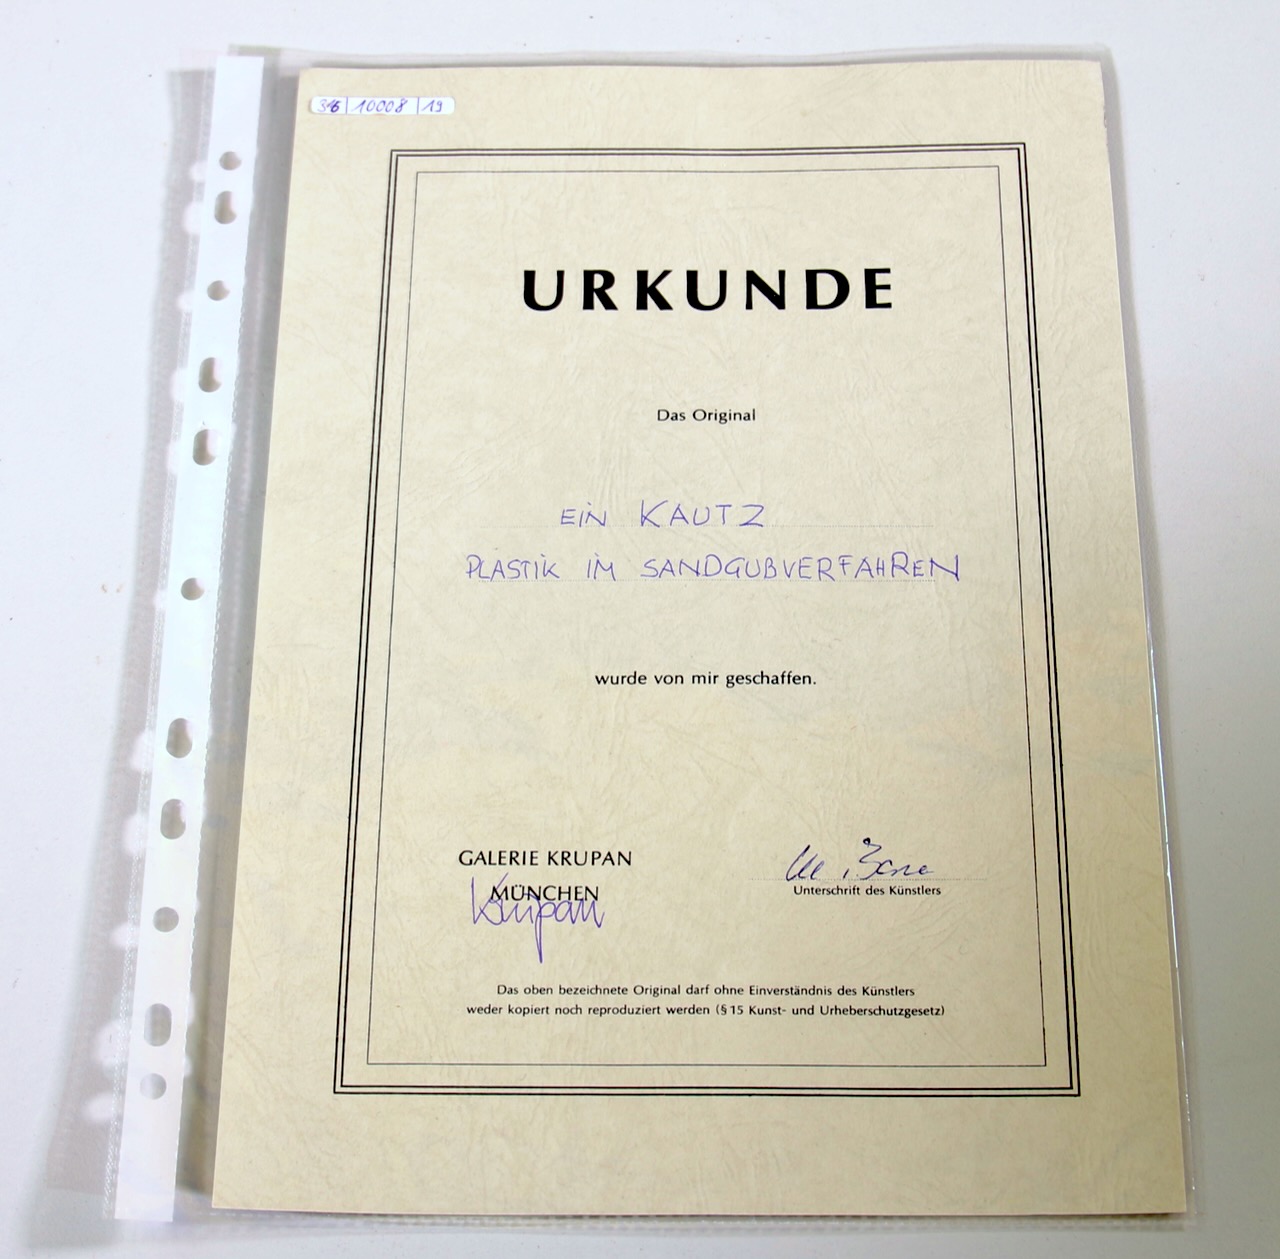 10008 | 19
URKUNDE
Das Original
EIN KAUTZ
PLASTIK IM SANDGUßVERFAHREN
wurde von mir geschaffen.
GALERIE KRUPAN
MÜNCHEN
Krupan
Unterschrift des Künstlers
Das oben bezeichnete Original darf ohne Einverständnis des Künstlers
weder kopiert noch reproduziert werden (§ 15 Kunst- und Urheberschutzgesetz)